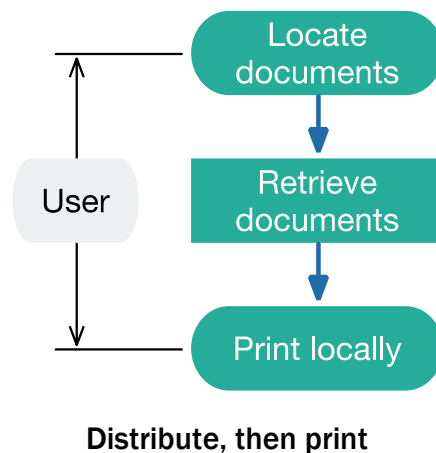 Locate
documents
User
Retrieve
documents
Print locally
Distribute, then print